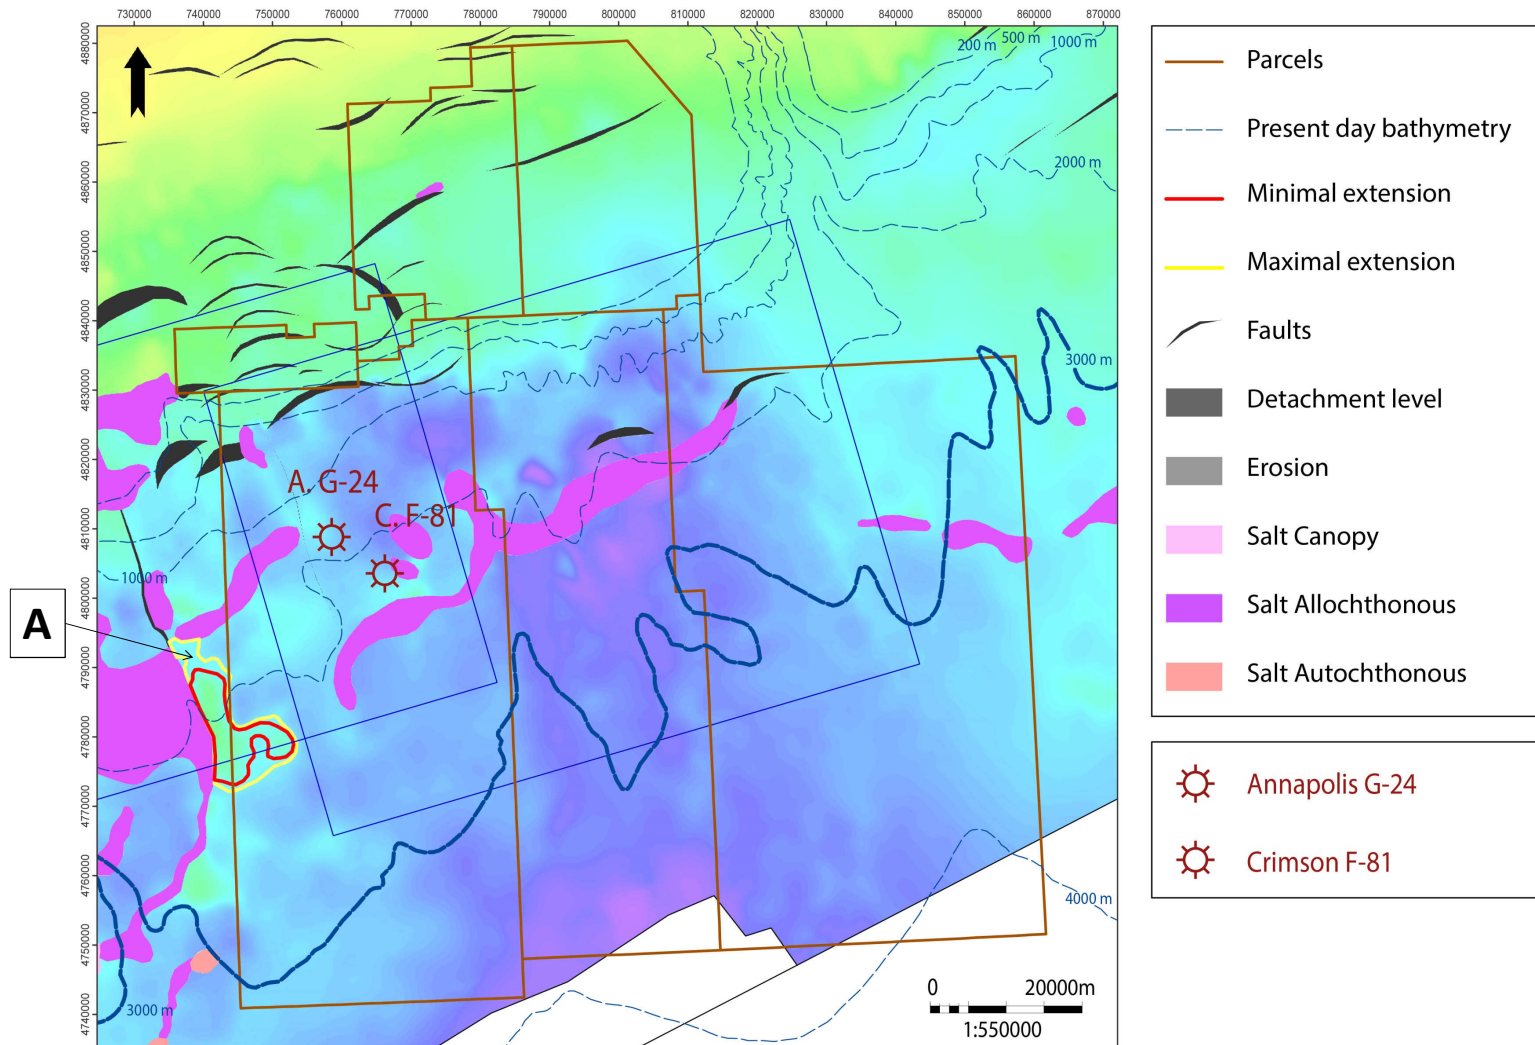 730000 740000 750000 760000 770000 780000 790000 800000 810000 820000 830000 840000 850000 860000 870000
4880000
4870000
4860000
4850000
4840000
4830000
4820000
4810000
4800000
4790000
4780000
4770000
4760000
4750000
4740000
200 m
500 m
1000 m
2000 m
3000 m
A. G-24
C. F-81
1000 m
A
4000 m
3000 m
0 20000m
1:550000
Parcels
Present day bathymetry
Minimal extension
Maximal extension
Faults
Detachment level
Erosion
Salt Canopy
Salt Allochthonous
Salt Autochthonous
Annapolis G-24
Crimson F-81